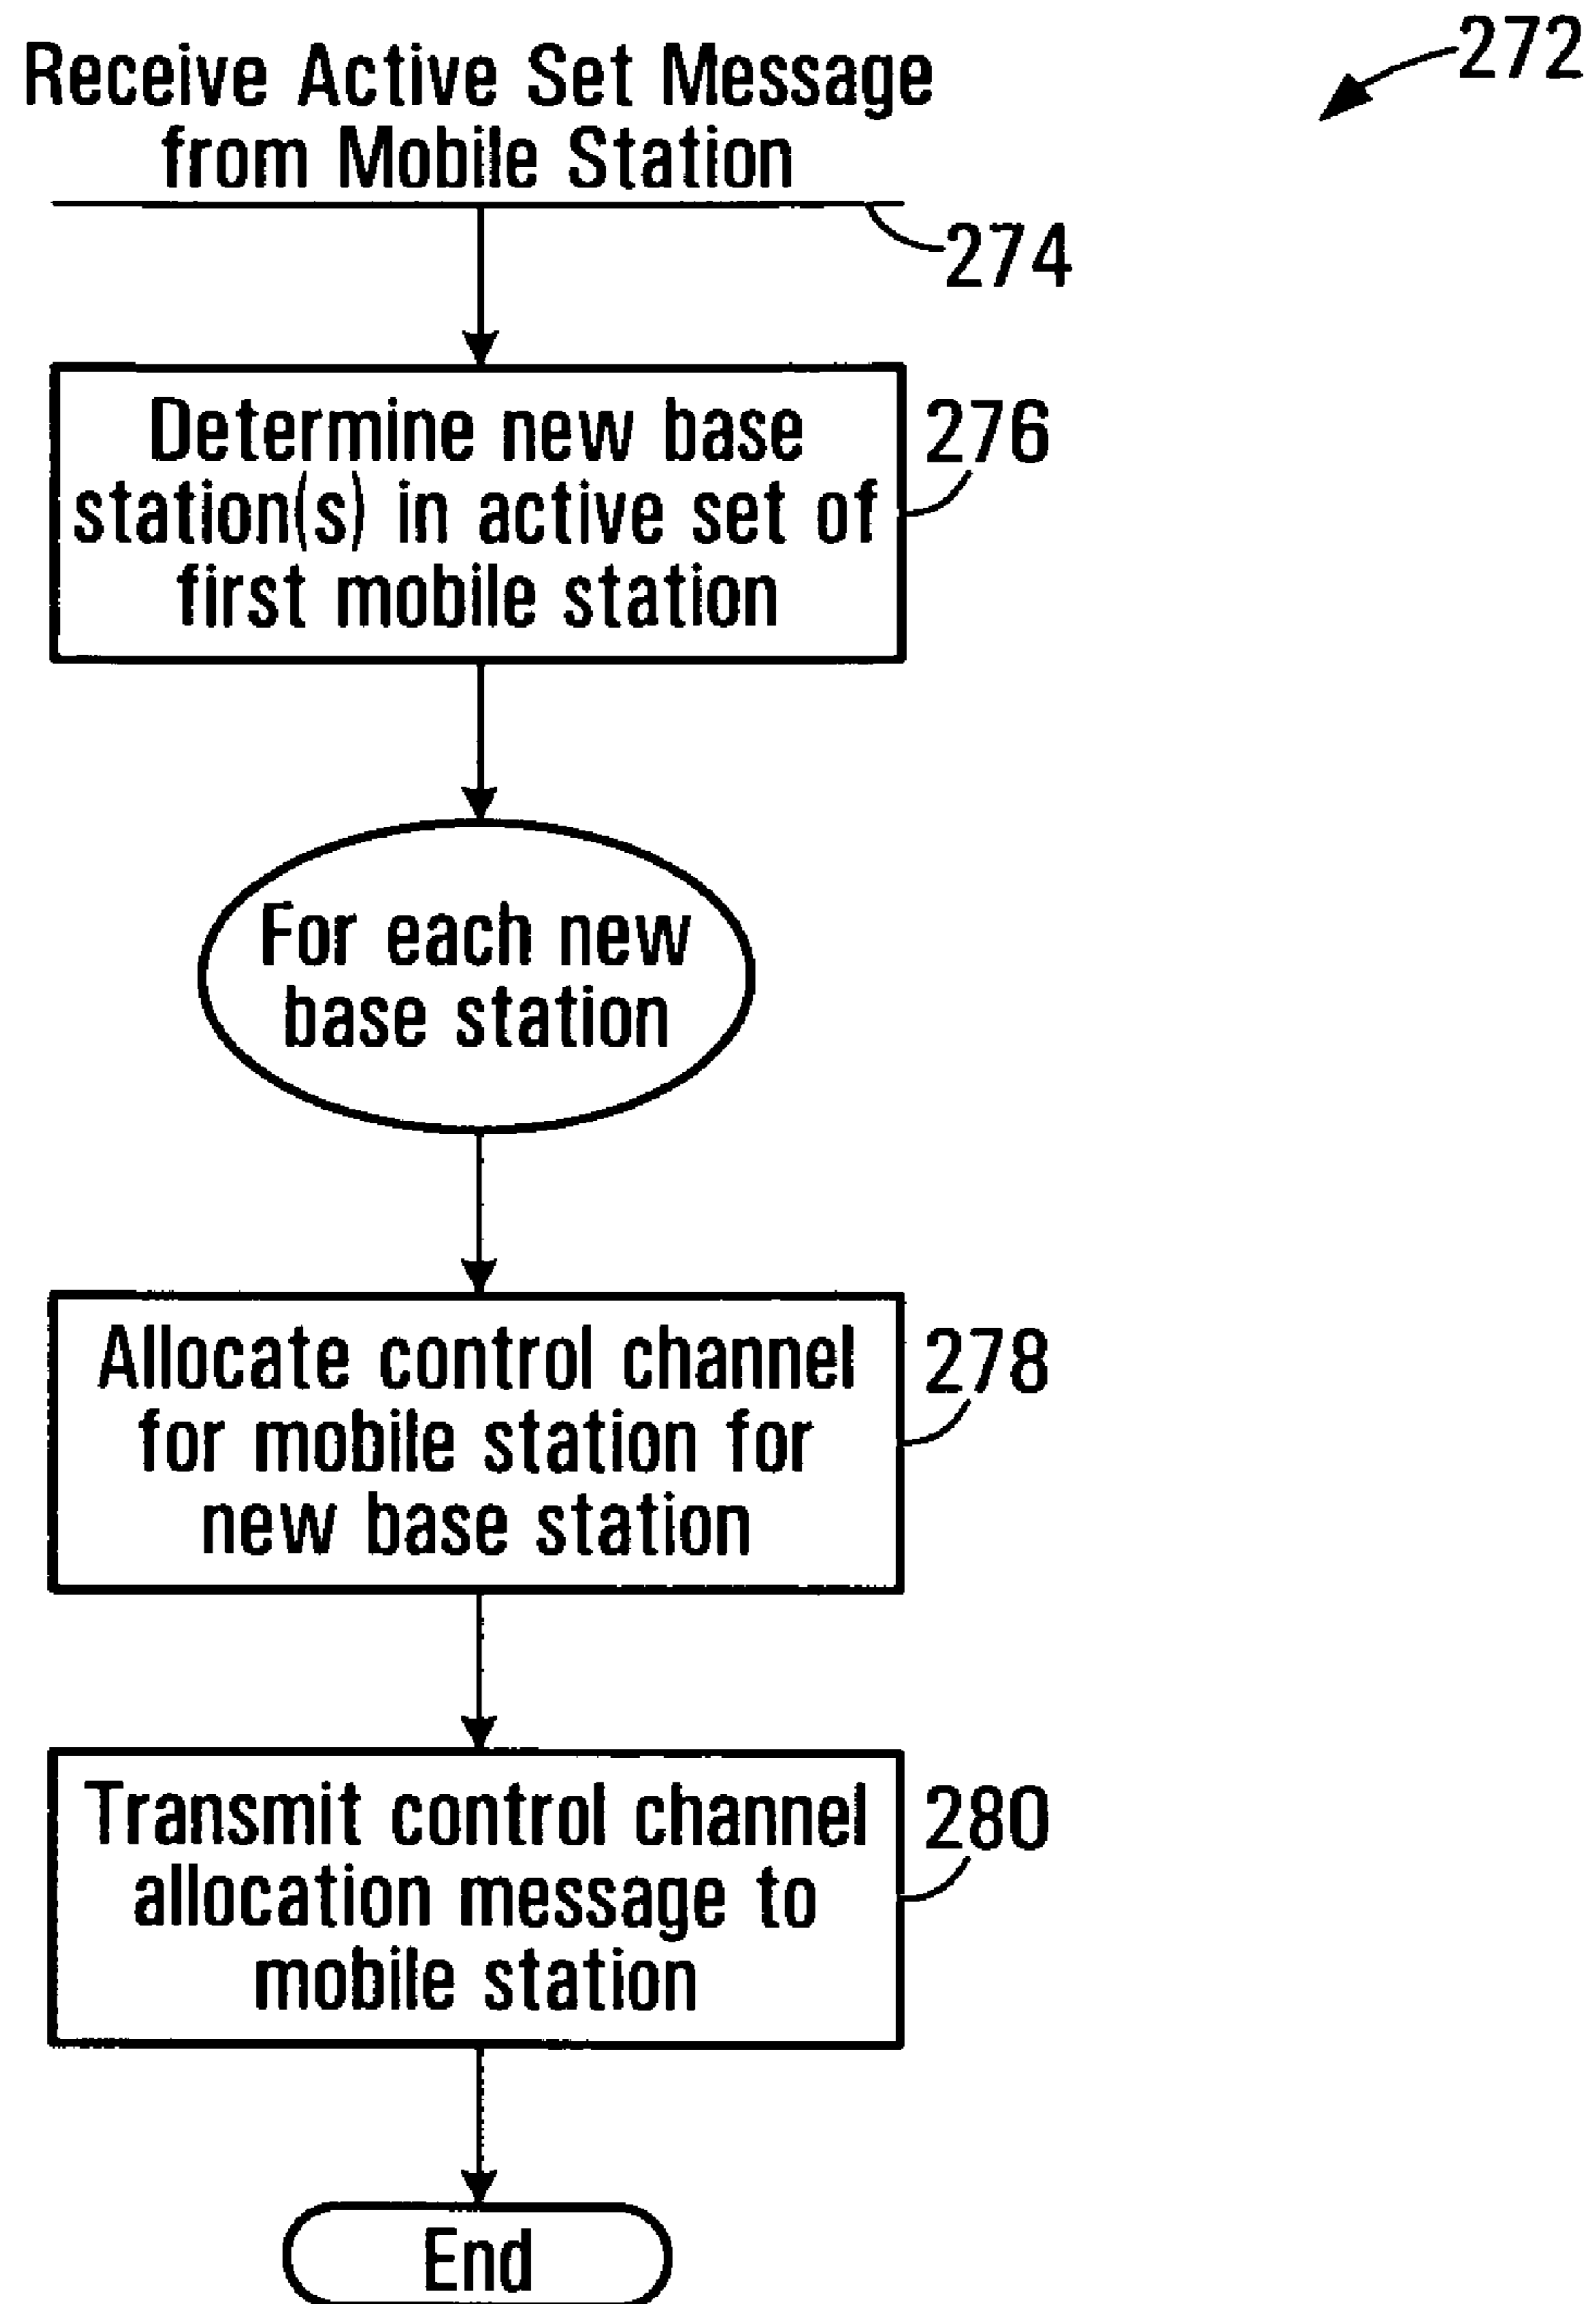 272
Receive Active Set Message
from Mobile Station
274
Determine new base
station(s) in active set of
first mobile station
276
For each new
base station
Allocate control channel
for mobile station for
new base station
278
Transmit control channel
allocation message to
mobile station
280
End